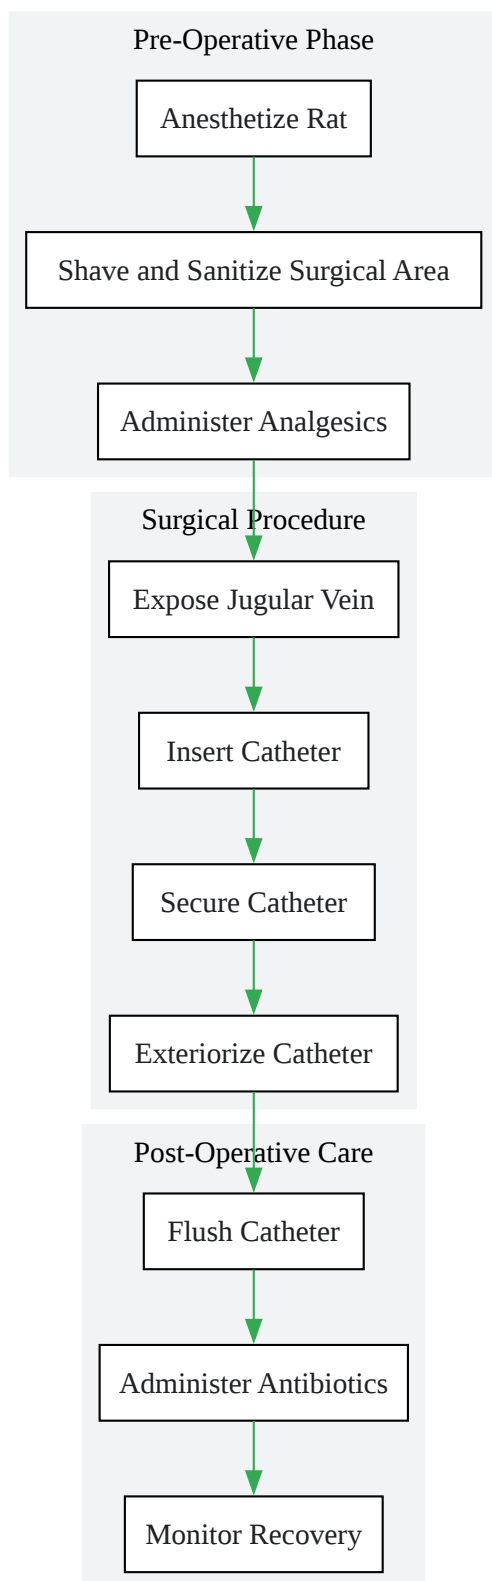 Pre-Operative Phase
Anesthetize Rat
Shave and Sanitize Surgical Area
Administer Analgesics
Surgical Procedure
Expose Jugular Vein
Insert Catheter
Secure Catheter
Exteriorize Catheter
Post-Operative Care
Flush Catheter
Administer Antibiotics
Monitor Recovery